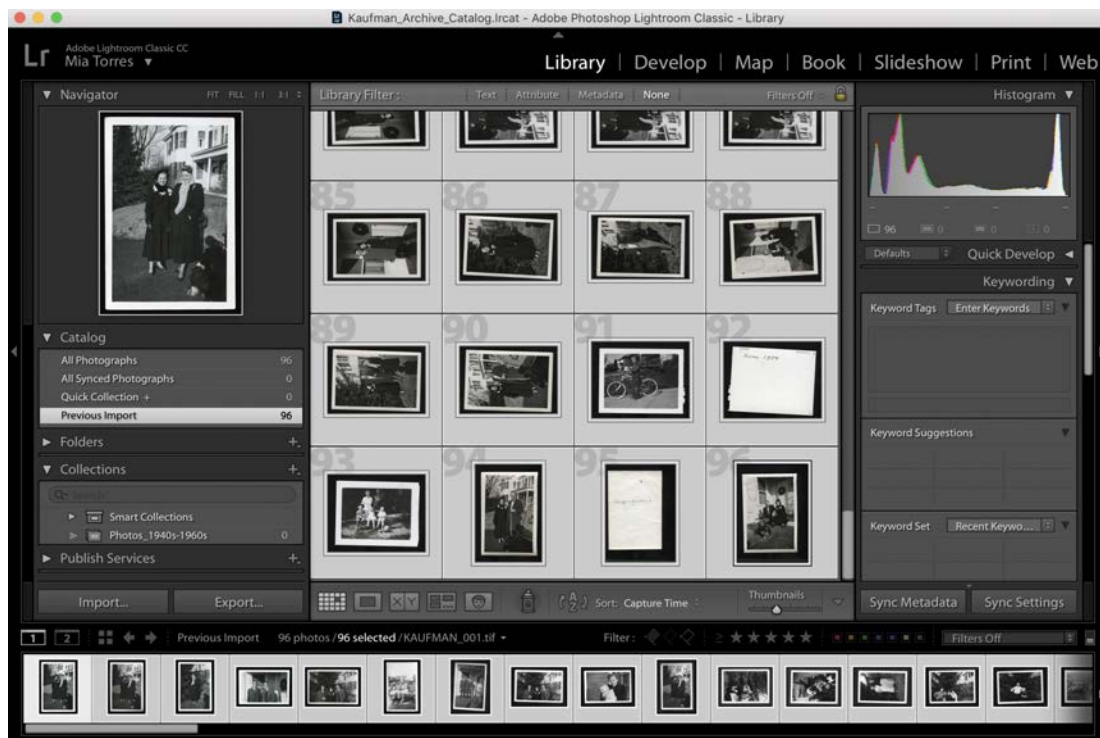 Kaufman_Archive_Catalog.lrcat - Adobe Photoshop Lightroom Classic - Library
Lr
Adobe Lightroom Classic CC
Mia Torres
Library | Develop | Map | Book | Slideshow | Print | Web
Navigator FIT FILL 1:1 3:1
Library Filter: Text Attribute Metadata None Filters Off
Histogram
85 86 87 88
96 0 0 0
Defaults Quick Develop
Keywording
Keyword Tags Enter Keywords
89 90 91 92
Catalog
All Photographs 96
All Synced Photographs 0
Quick Collection + 0
Previous Import 96
Folders
Keyword Suggestions
93 94 95 96
Collections
Smart Collections
Photos_1940s-1960s 0
Keyword Set Recent Keywo...
Publish Services
Import... Export...
XY
Sort: Capture Time
Thumbnails
Sync Metadata Sync Settings
1 2 Previous Import 96 photos / 96 selected / KAUFMAN_001.tif Filter: Filters Off